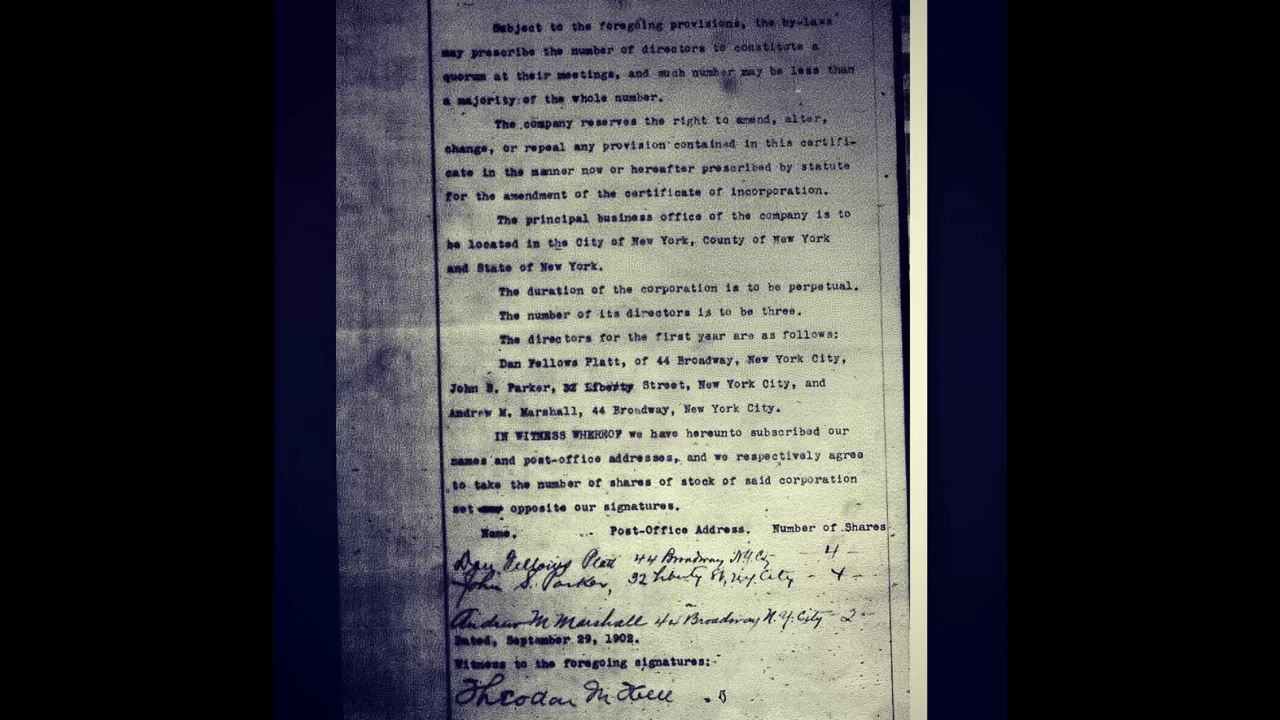 Subject to the foregoing provisions, the by-laws
may prescribe the number of directors to constitute a
quorum at their meetings, and such number may be less than
a majority of the whole number.
The company reserves the right to amend, alter,
change, or repeal any provision contained in this certifi-
cate in the manner now or hereafter prescribed by statute
for the amendment of the certificate of incorporation.
The principal business office of the company is to
be located in the City of New York, County of New York
and State of New York.
The duration of the corporation is to be perpetual.
The number of its directors is to be three.
The directors for the first year are as follows:
Dan Fellows Platt, of 44 Broadway, New York City,
John S. Parker, 32 Liberty Street, New York City, and
Andrew M. Marshall, 44 Broadway, New York City.
IN WITNESS WHEREOF we have hereunto subscribed our
names and post-office addresses, and we respectively agree
to take the number of shares of stock of said corporation
set opposite our signatures.
Name. Post-Office Address. Number of Shares
Dan Fellows Platt 44 Broadway N.Y. Cy - 4 -
John S. Parker, 32 Liberty St, N.Y. City - 4
Andrew M Marshall 44 Broadway N.Y. City - 2 -
Dated, September 29, 1902.
Witness to the foregoing signatures: